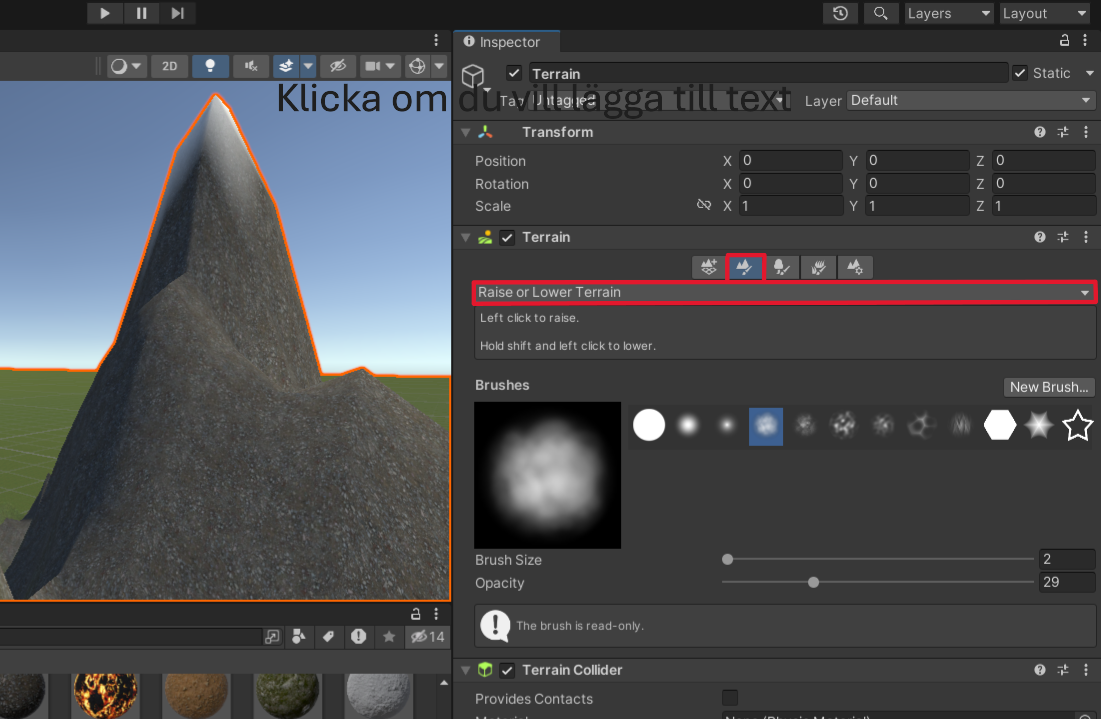 Layers
Layout
Inspector
2D
Terrain
Static
Klicka om du vill lägga till text
Tag Untagged
Layer Default
Transform
Position X 0 Y 0 Z 0
Rotation X 0 Y 0 Z 0
Scale X 1 Y 1 Z 1
Terrain
Raise or Lower Terrain
Left click to raise.
Hold shift and left click to lower.
Brushes
New Brush...
Brush Size 2
Opacity 29
The brush is read-only.
14
Terrain Collider
Provides Contacts